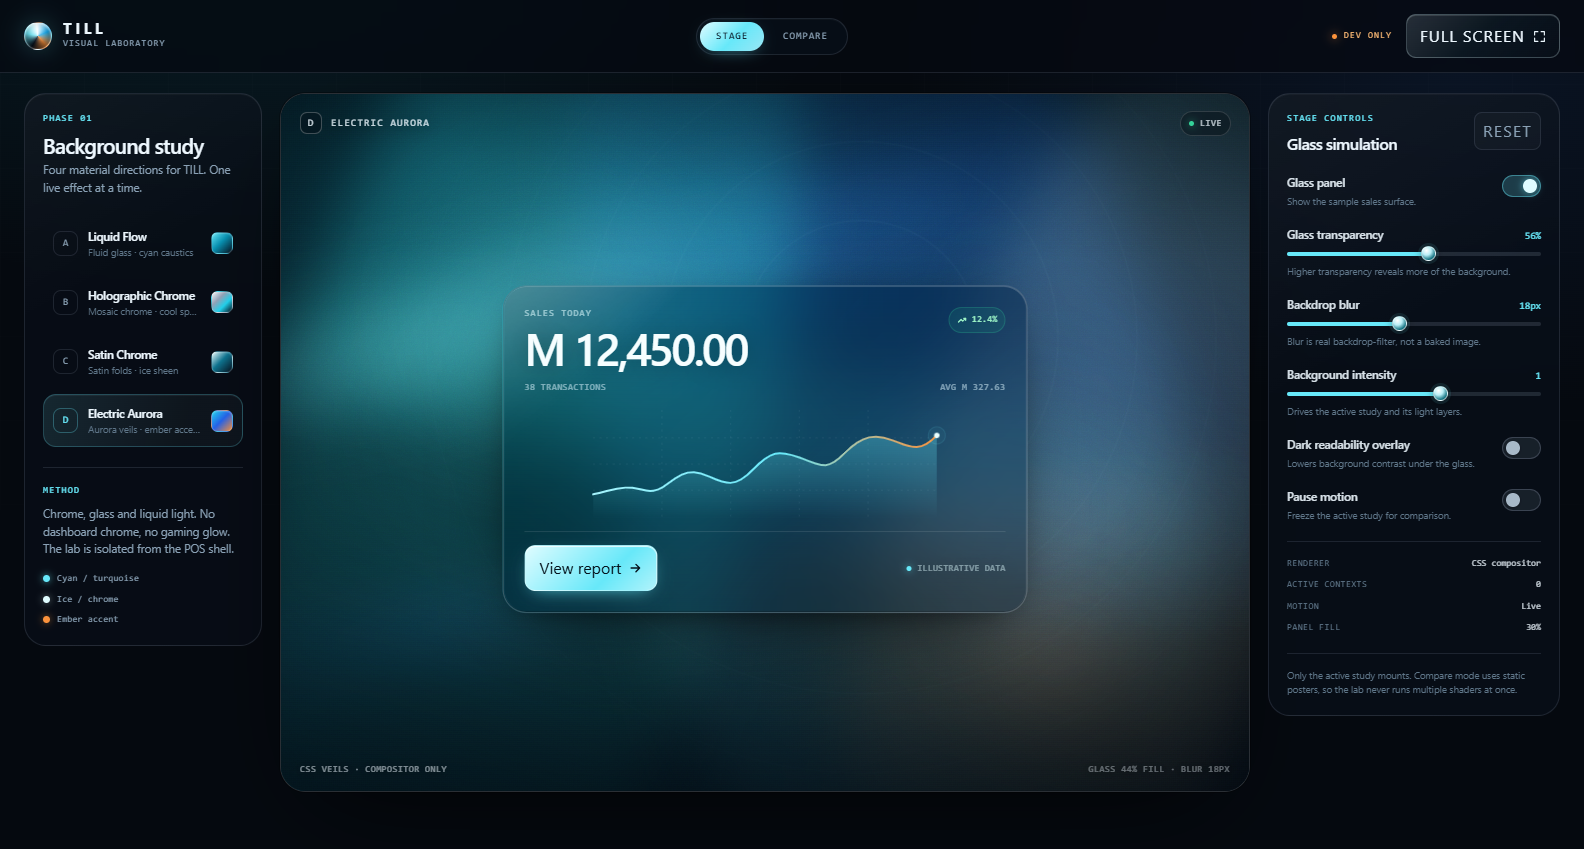 TILL
VISUAL LABORATORY
STAGE
COMPARE
DEV ONLY
FULL SCREEN
PHASE 01
Background study
Four material directions for TILL. One
live effect at a time.
A
Liquid Flow
Fluid glass · cyan caustics
B
Holographic Chrome
Mosaic chrome · cool sp...
C
Satin Chrome
Satin folds · ice sheen
D
Electric Aurora
Aurora veils · ember acce...
METHOD
Chrome, glass and liquid light. No
dashboard chrome, no gaming glow.
The lab is isolated from the POS shell.
Cyan / turquoise
Ice / chrome
Ember accent
D
ELECTRIC AURORA
LIVE
SALES TODAY
12.4%
M 12,450.00
38 TRANSACTIONS
AVG M 327.63
View report
ILLUSTRATIVE DATA
CSS VEILS · COMPOSITOR ONLY
GLASS 44% FILL · BLUR 18PX
STAGE CONTROLS
Glass simulation
RESET
Glass panel
Show the sample sales surface.
Glass transparency
56%
Higher transparency reveals more of the background.
Backdrop blur
18px
Blur is real backdrop-filter, not a baked image.
Background intensity
1
Drives the active study and its light layers.
Dark readability overlay
Lowers background contrast under the glass.
Pause motion
Freeze the active study for comparison.
RENDERER
CSS compositor
ACTIVE CONTEXTS
0
MOTION
Live
PANEL FILL
30%
Only the active study mounts. Compare mode uses static
posters, so the lab never runs multiple shaders at once.